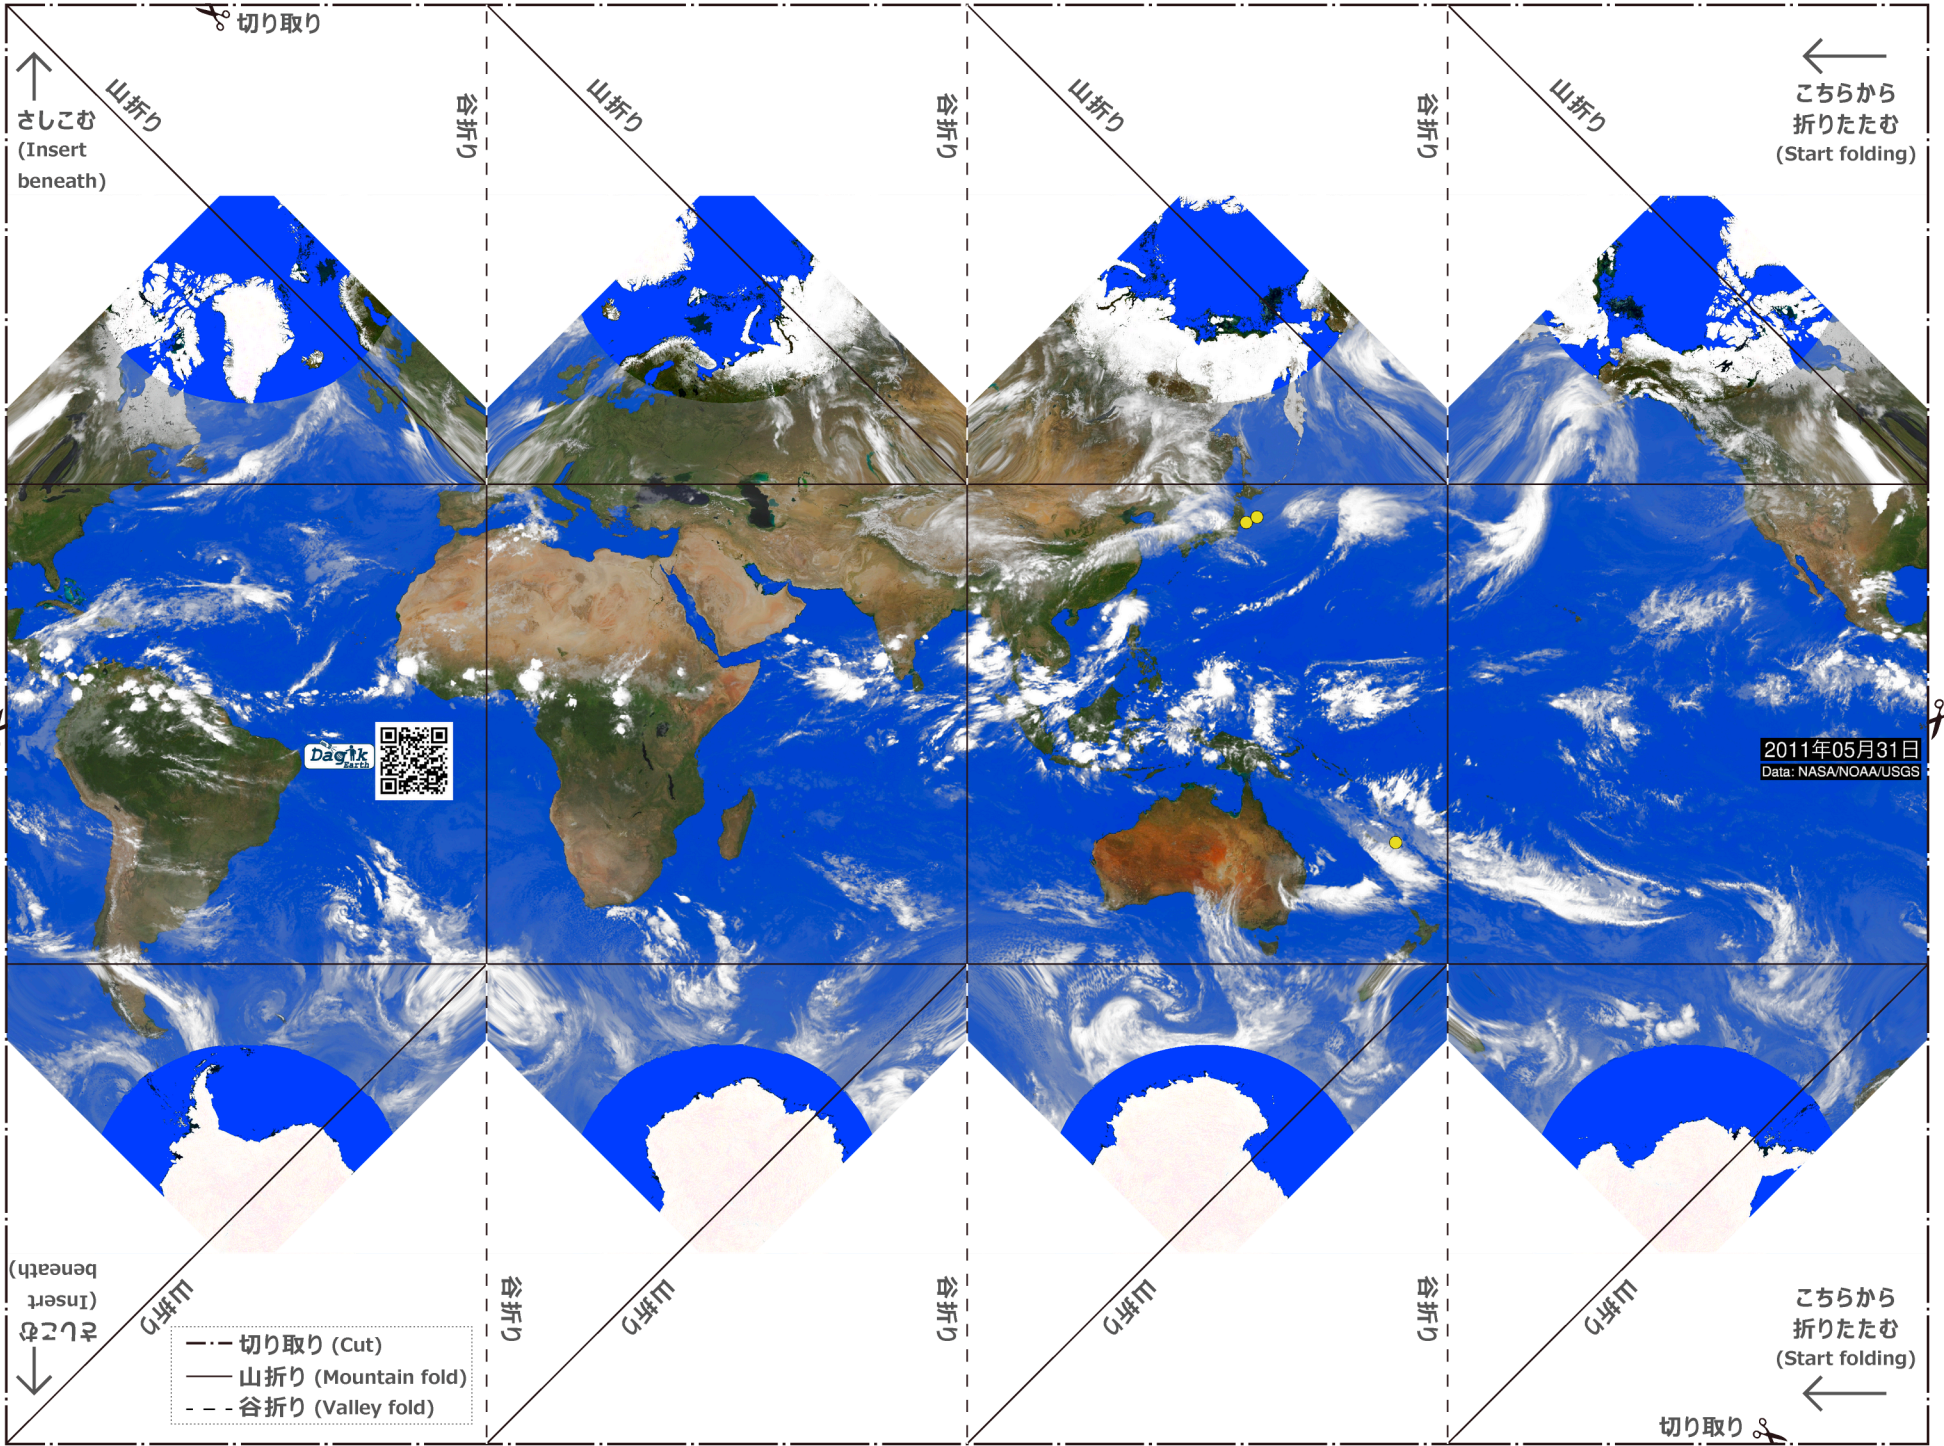 切り取り
山折り
谷折り
山折り
谷折り
山折り
谷折り
山折り
さしこむ
(Insert
beneath)
こちらから
折りたたむ
(Start folding)
Dagik
Earth
2011年05月31日
Data: NASA/NOAA/USGS
さしこむ
(Insert
beneath)
山折り
谷折り
山折り
谷折り
山折り
谷折り
山折り
切り取り (Cut)
山折り (Mountain fold)
谷折り (Valley fold)
こちらから
折りたたむ
(Start folding)
切り取り